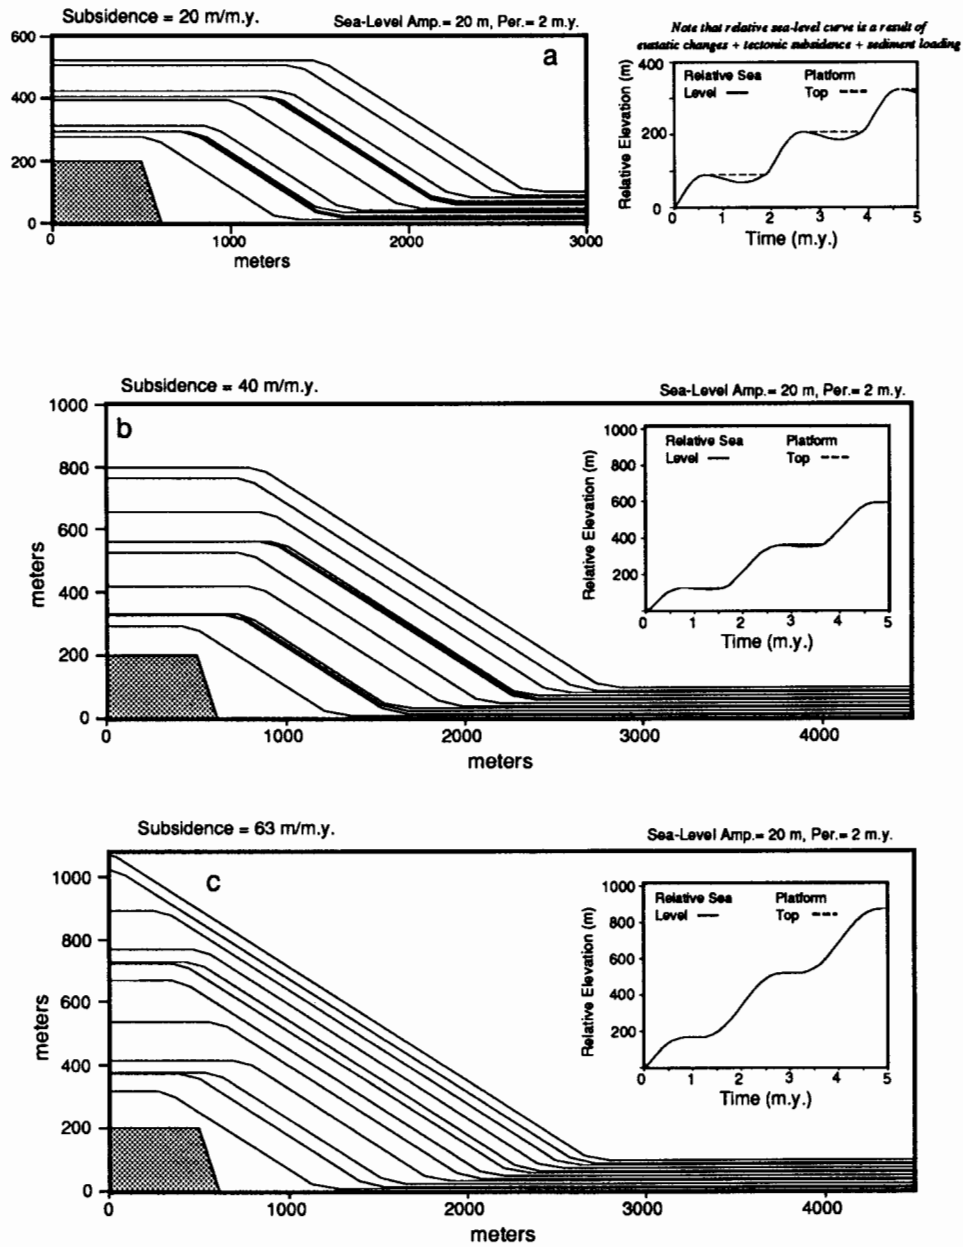 Subsidence = 20 m/m.y.
Sea-Level Amp.= 20 m, Per.= 2 m.y.
Note that relative sea-level curve is a result of
eustatic changes + tectonic subsidence + sediment loading
600
400
200
0
a
0
1000
2000
3000
meters
Relative Elevation (m)
400
200
0
Relative Sea
Level
Platform
Top
0
1
2
3
4
5
Time (m.y.)
Subsidence = 40 m/m.y.
Sea-Level Amp.= 20 m, Per.= 2 m.y.
meters
1000
800
600
400
200
0
b
0
1000
2000
3000
4000
meters
Relative Elevation (m)
1000
800
600
400
200
Relative Sea
Level
Platform
Top
0
1
2
3
4
5
Time (m.y.)
Subsidence = 63 m/m.y.
Sea-Level Amp.= 20 m, Per.= 2 m.y.
meters
1000
800
600
400
200
0
c
0
1000
2000
3000
4000
meters
Relative Elevation (m)
1000
800
600
400
200
Relative Sea
Level
Platform
Top
0
1
2
3
4
5
Time (m.y.)